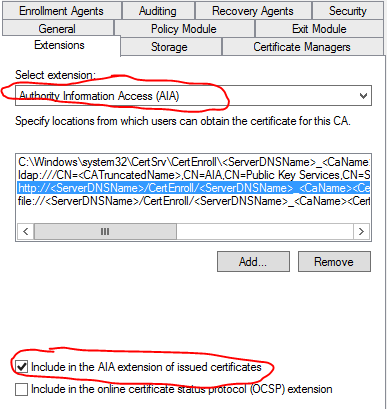 Enrollment Agents Auditing Recovery Agents Security
General Policy Module Exit Module
Extensions Storage Certificate Managers
Select extension:
Authority Information Access (AIA)
Specify locations from which users can obtain the certificate for this CA.
C:\Windows\system32\CertSrv\CertEnroll\<ServerDNSName>_<CaName
ldap:///CN=<CATruncatedName>,CN=AIA,CN=Public Key Services,CN=S
http://<ServerDNSName>/CertEnroll/<ServerDNSName>_<CaName><Ce
file://<ServerDNSName>/CertEnroll/<ServerDNSName>_<CaName><Cert
Add... Remove
Include in the AIA extension of issued certificates
Include in the online certificate status protocol (OCSP) extension